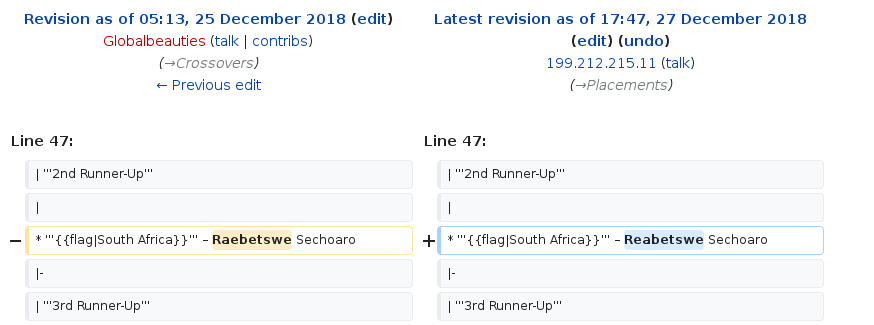 Revision as of 05:13, 25 December 2018 (edit)
Globalbeauties (talk | contribs)
(→Crossovers)
← Previous edit
Latest revision as of 17:47, 27 December 2018
(edit) (undo)
199.212.215.11 (talk)
(→Placements)
Line 47:
Line 47:
| '''2nd Runner-Up'''
| '''2nd Runner-Up'''
|
|
− * '''{{flag|South Africa}}''' – Raebetswe Sechoaro
+ * '''{{flag|South Africa}}''' – Reabetswe Sechoaro
|-
|-
| '''3rd Runner-Up'''
| '''3rd Runner-Up'''